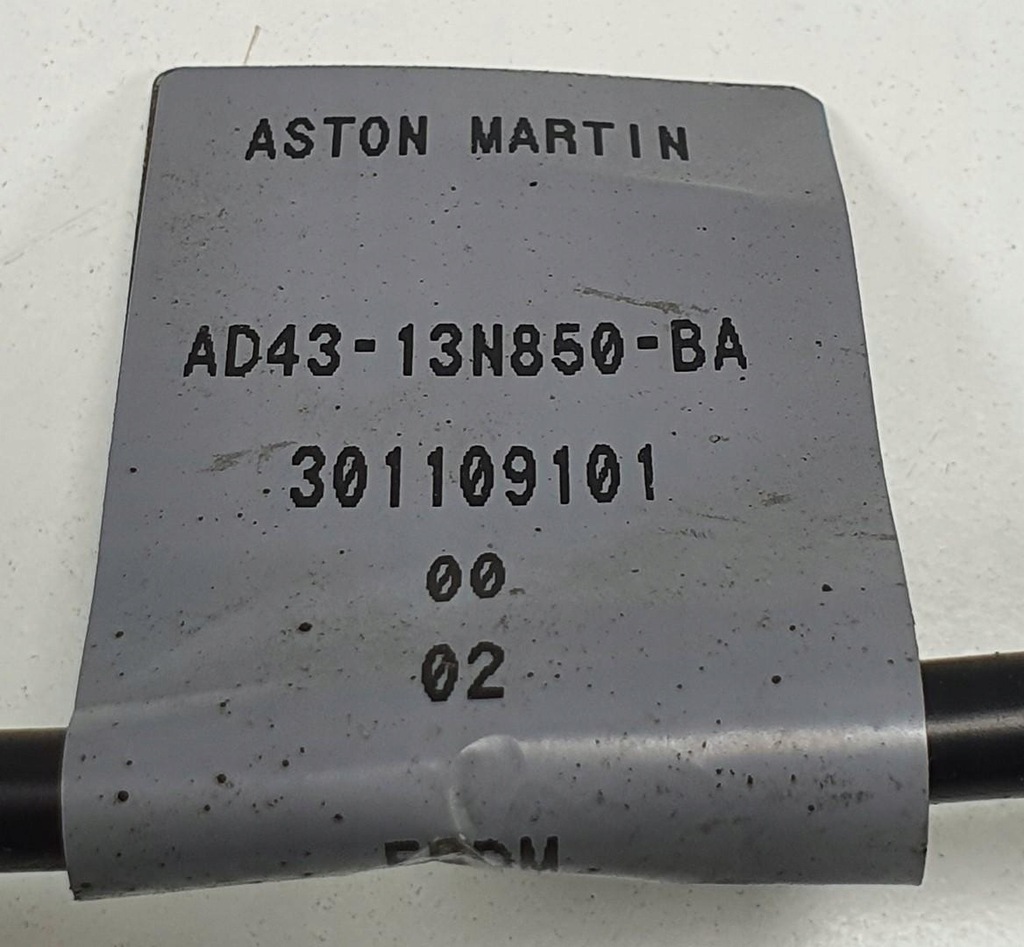 ASTON MARTIN
AD43-13N850-BA
301109101
00
02